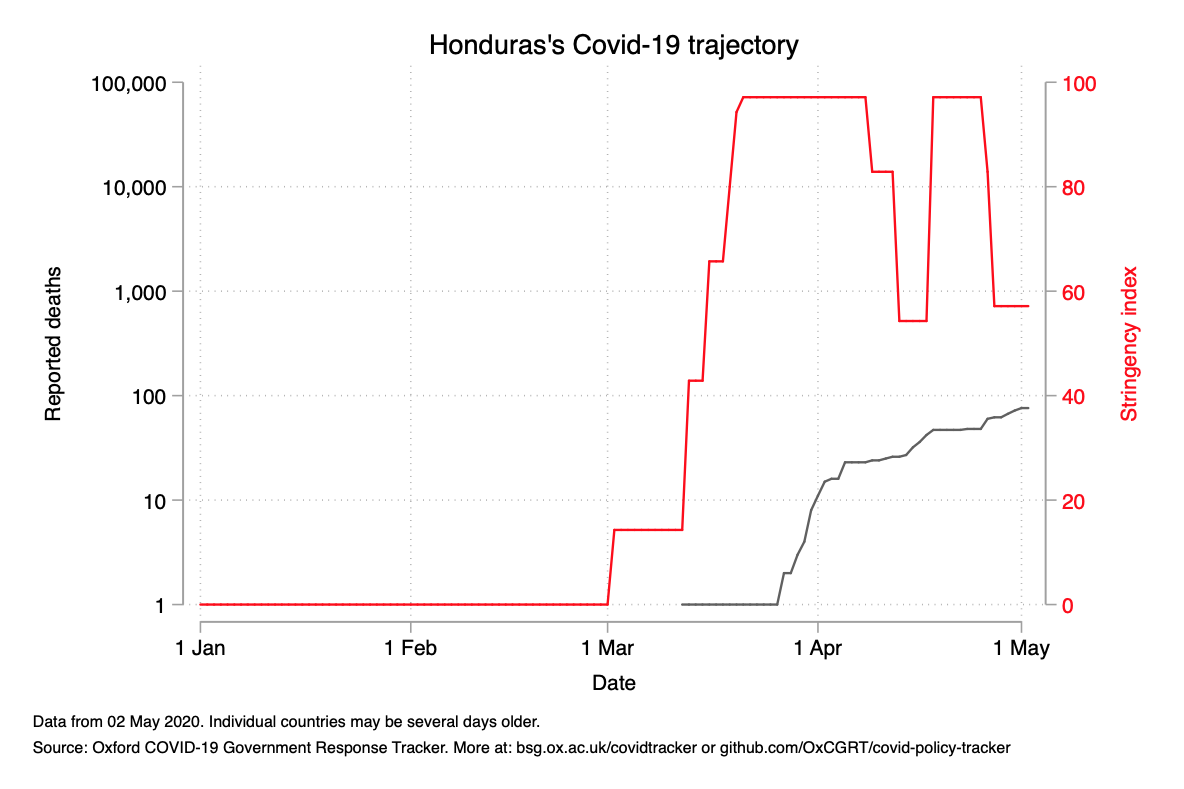 Honduras's Covid-19 trajectory
100,000
10,000
1,000
100
10
1
Reported deaths
100
80
60
40
20
0
Stringency index
1 Jan
1 Feb
1 Mar
1 Apr
1 May
Date
Data from 02 May 2020. Individual countries may be several days older.
Source: Oxford COVID-19 Government Response Tracker. More at: bsg.ox.ac.uk/covidtracker or github.com/OxCGRT/covid-policy-tracker